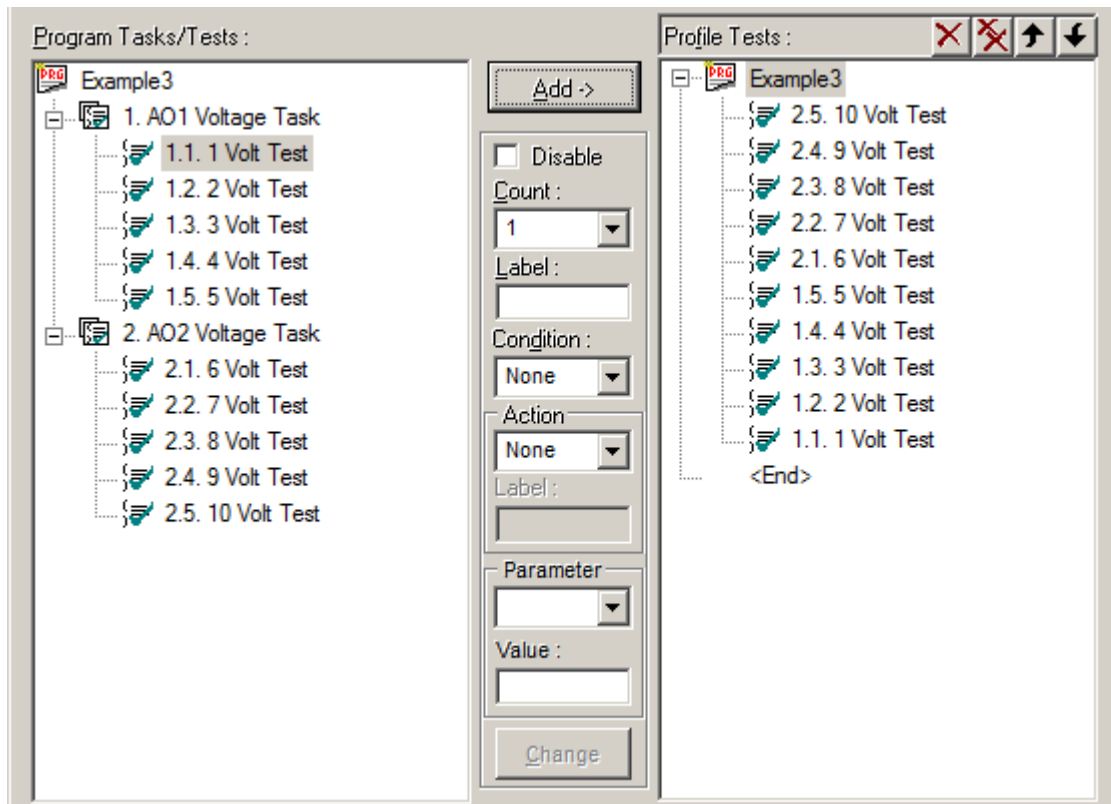 Program Tasks/Tests :
PRG Example3
1. AO1 Voltage Task
1.1. 1 Volt Test
1.2. 2 Volt Test
1.3. 3 Volt Test
1.4. 4 Volt Test
1.5. 5 Volt Test
2. AO2 Voltage Task
2.1. 6 Volt Test
2.2. 7 Volt Test
2.3. 8 Volt Test
2.4. 9 Volt Test
2.5. 10 Volt Test
Add ->
Disable
Count :
1
Label :
Condition :
None
Action
None
Label :
Parameter
Value :
Change
Profile Tests :
PRG Example3
2.5. 10 Volt Test
2.4. 9 Volt Test
2.3. 8 Volt Test
2.2. 7 Volt Test
2.1. 6 Volt Test
1.5. 5 Volt Test
1.4. 4 Volt Test
1.3. 3 Volt Test
1.2. 2 Volt Test
1.1. 1 Volt Test
<End>